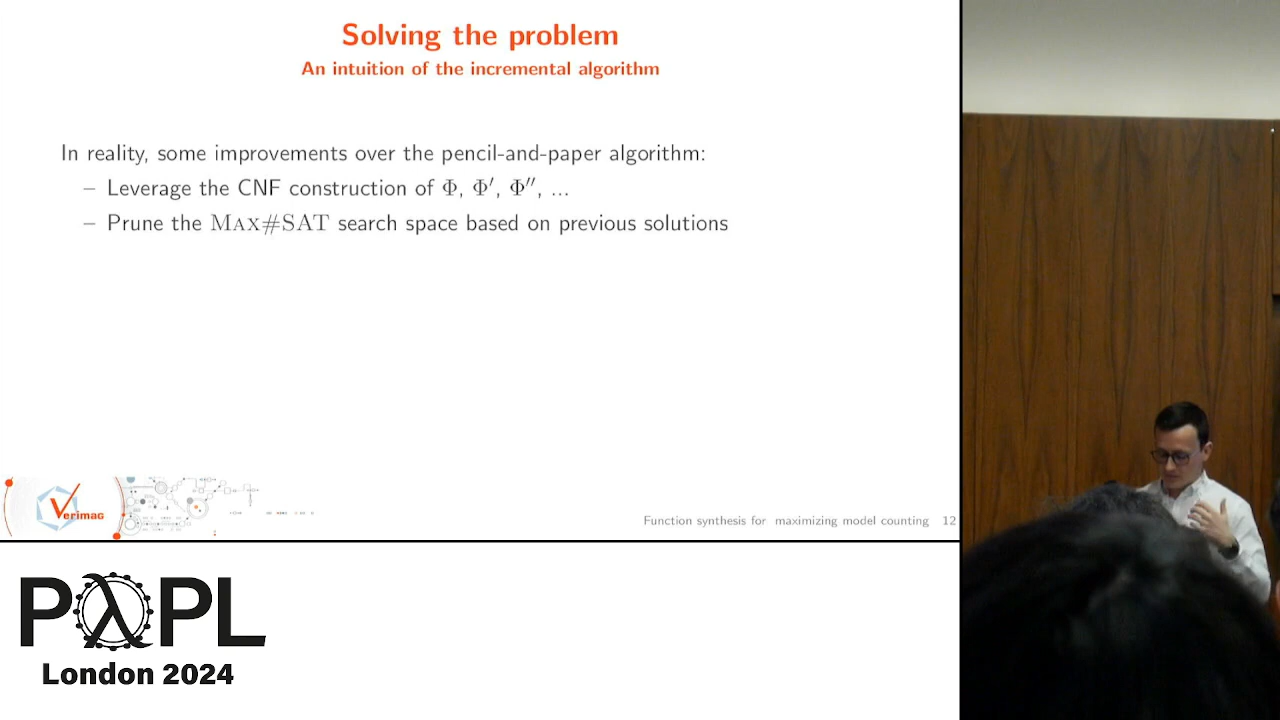 Solving the problem
An intuition of the incremental algorithm
In reality, some improvements over the pencil-and-paper algorithm:
– Leverage the CNF construction of Φ, Φ′, Φ′′, ...
– Prune the MAX#SAT search space based on previous solutions
Verimag
Function synthesis for maximizing model counting 12
PλPL
London 2024